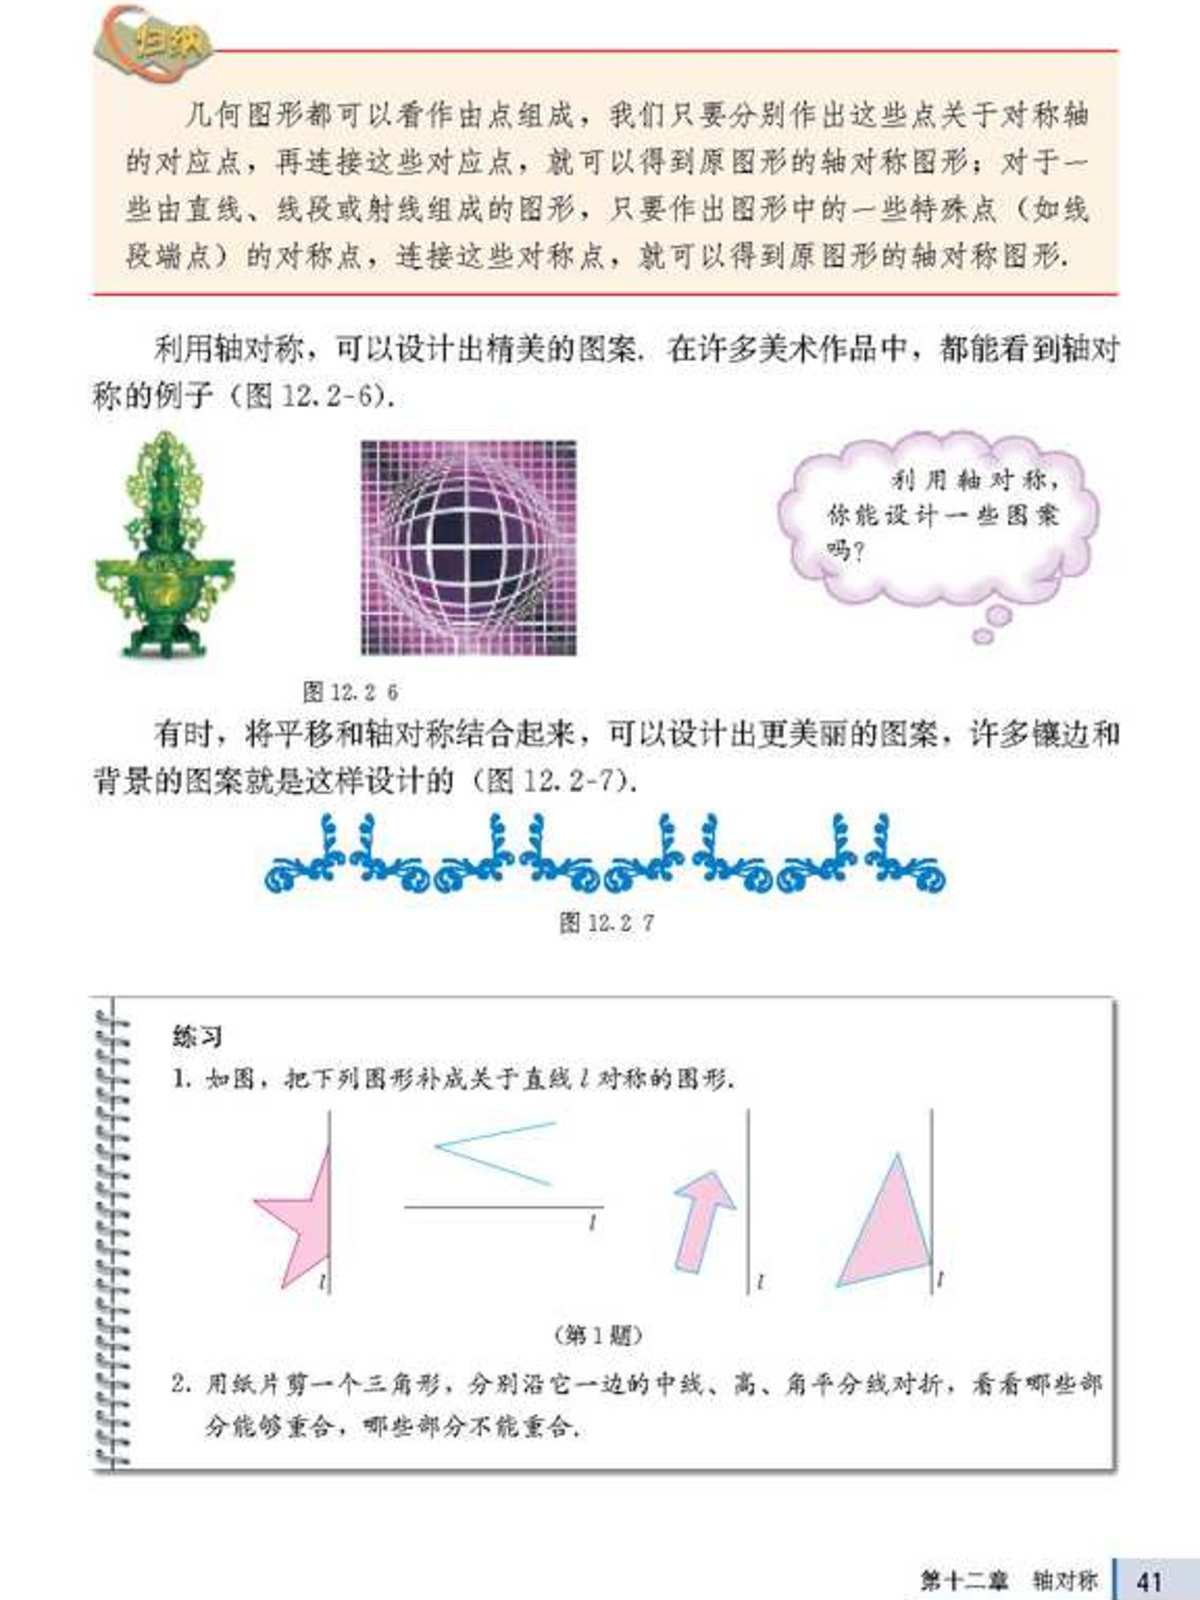 归纳
几何图形都可以看作由点组成，我们只要分别作出这些点关于对称轴
的对应点，再连接这些对应点，就可以得到原图形的轴对称图形；对于一
些由直线、线段或射线组成的图形，只要作出图形中的一些特殊点（如线
段端点）的对称点，连接这些对称点，就可以得到原图形的轴对称图形.
利用轴对称，可以设计出精美的图案. 在许多美术作品中，都能看到轴对
称的例子（图 12.2-6）.
利用轴对称，
你能设计一些图案
吗？
图 12.2 6
有时，将平移和轴对称结合起来，可以设计出更美丽的图案，许多镶边和
背景的图案就是这样设计的（图 12.2-7）.
图 12.2 7
练习
1. 如图，把下列图形补成关于直线 l 对称的图形.
l
l
l
l
（第 1 题）
2. 用纸片剪一个三角形，分别沿它一边的中线、高、角平分线对折，看看哪些部
分能够重合，哪些部分不能重合.
第十二章 轴对称 41